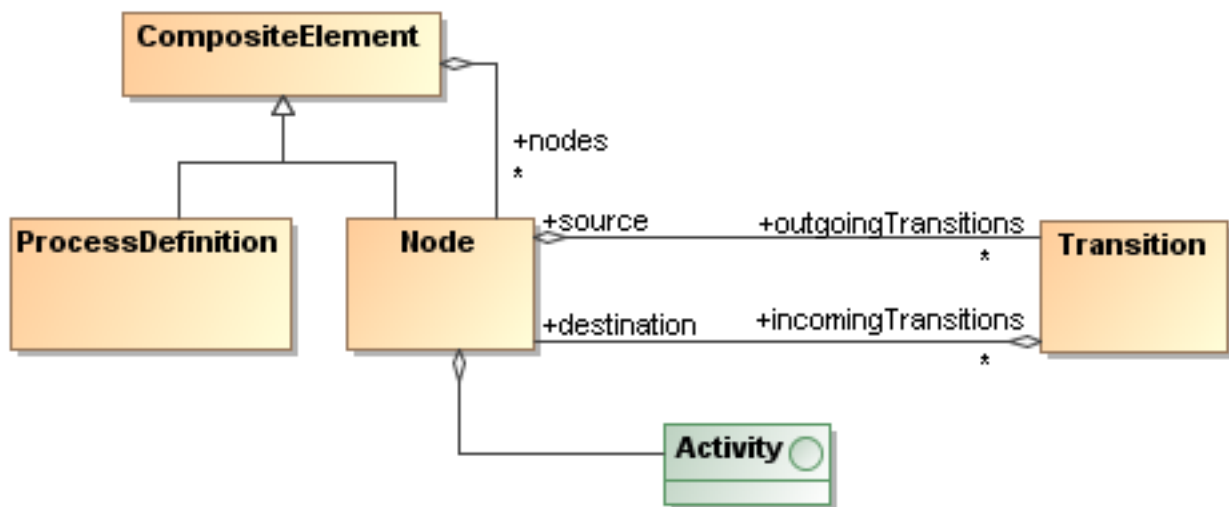 CompositeElement
+nodes
*
ProcessDefinition
Node
+source
+outgoingTransitions
*
Transition
+destination
+incomingTransitions
*
Activity